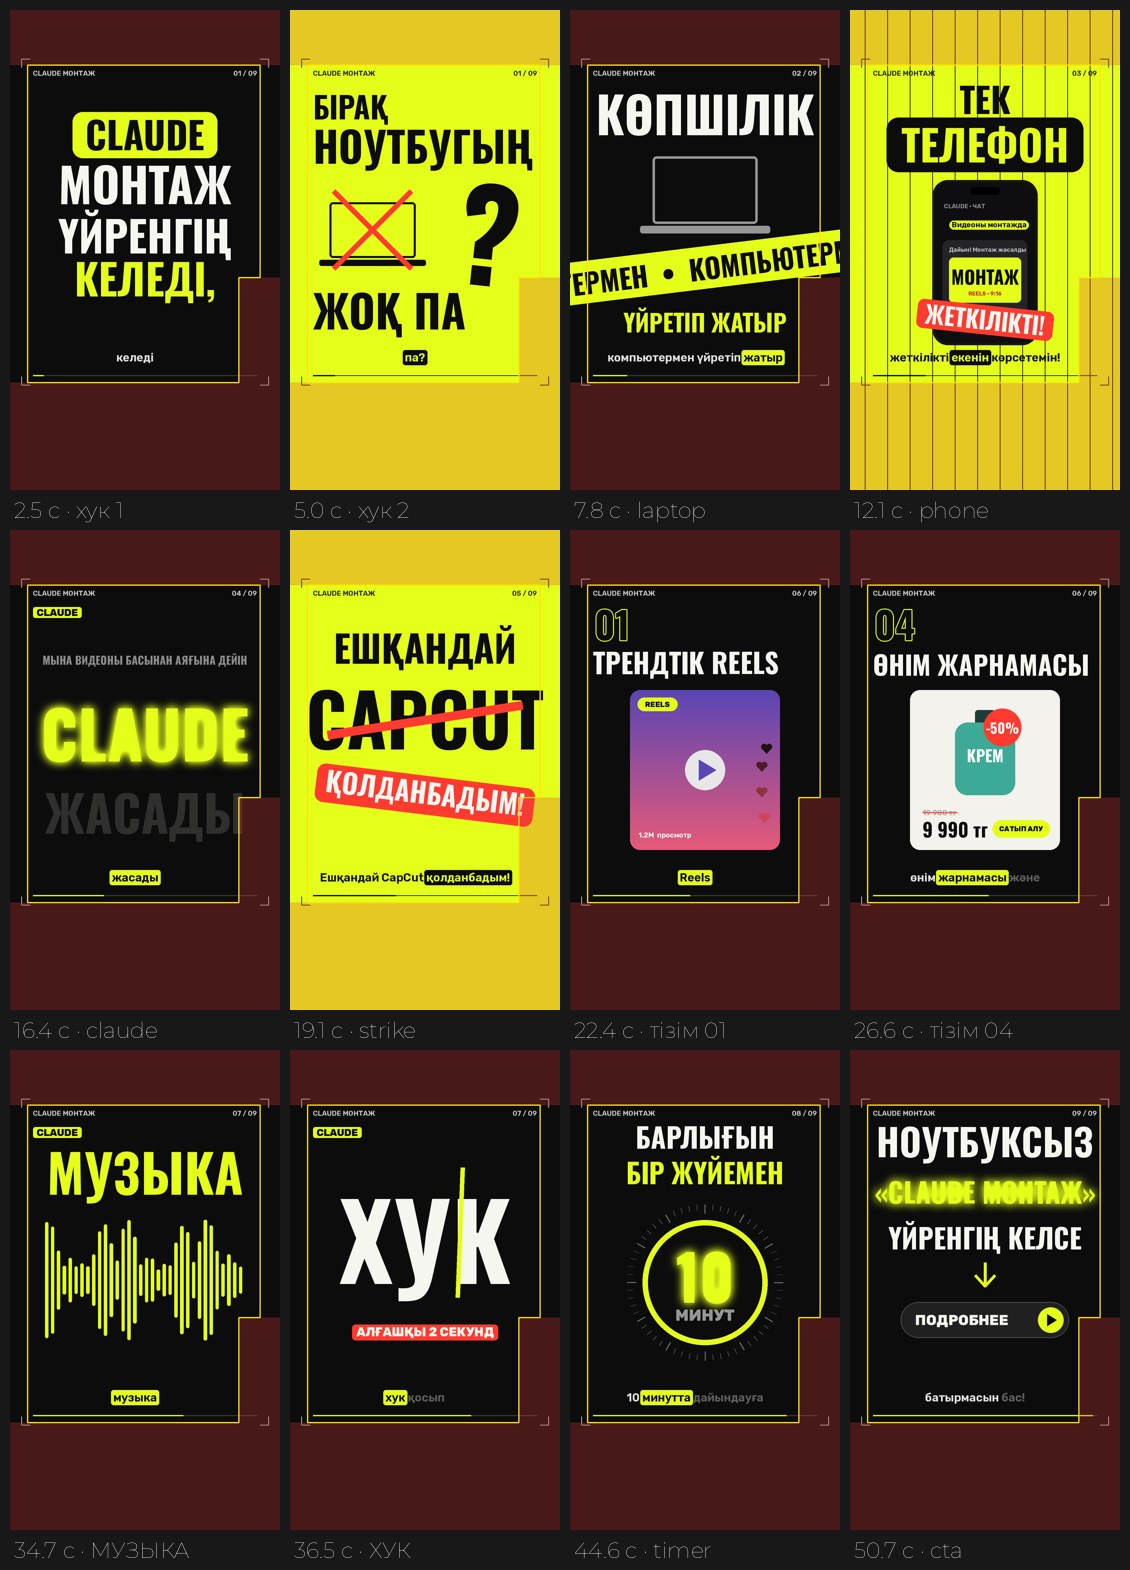 CLAUDE МОНТАЖ 01 / 09
CLAUDE
МОНТАЖ
ҮЙРЕНГІҢ
КЕЛЕДІ,
келеді
2.5 с · хук 1
CLAUDE МОНТАЖ 01 / 09
БІРАҚ
НОУТБУГЫҢ
?
ЖОҚ ПА
па?
5.0 с · хук 2
CLAUDE МОНТАЖ 02 / 09
КӨПШІЛІК
ТЕРМЕН • КОМПЬЮТЕРМ
ҮЙРЕТІП ЖАТЫР
компьютермен үйретіп жатыр
7.8 с · laptop
CLAUDE МОНТАЖ 03 / 09
ТЕК
ТЕЛЕФОН
CLAUDE • ЧАТ
Видеоны монтажда
Дайын! Монтаж жасалды
МОНТАЖ
REELS • 9:16
ЖЕТКІЛІКТІ!
жеткілікті екенін көрсетемін!
12.1 с · phone
CLAUDE МОНТАЖ 04 / 09
CLAUDE
МЫНА ВИДЕОНЫ БАСЫНАН АЯҒЫНА ДЕЙІН
CLAUDE
ЖАСАДЫ
жасады
16.4 с · claude
CLAUDE МОНТАЖ 05 / 09
ЕШҚАНДАЙ
CAPCUT
ҚОЛДАНБАДЫМ!
Ешқандай CapCut қолданбадым!
19.1 с · strike
CLAUDE МОНТАЖ 06 / 09
01
ТРЕНДТІК REELS
REELS
1.2M просмотр
Reels
22.4 с · тізім 01
CLAUDE МОНТАЖ 06 / 09
04
ӨНІМ ЖАРНАМАСЫ
-50%
КРЕМ
19 980 тг
9 990 тг САТЫП АЛУ
өнім жарнамасы және
26.6 с · тізім 04
CLAUDE МОНТАЖ 07 / 09
CLAUDE
МУЗЫКА
музыка
34.7 с · МУЗЫКА
CLAUDE МОНТАЖ 07 / 09
CLAUDE
хук
АЛҒАШҚЫ 2 СЕКУНД
хук қосып
36.5 с · ХУК
CLAUDE МОНТАЖ 08 / 09
БАРЛЫҒЫН
БІР ЖҮЙЕМЕН
10
МИНУТ
10 минутта дайындауға
44.6 с · timer
CLAUDE МОНТАЖ 09 / 09
НОУТБУКСЫЗ
«CLAUDE МОНТАЖ»
ҮЙРЕНГІҢ КЕЛСЕ
ПОДРОБНЕЕ
батырмасын бас!
50.7 с · cta